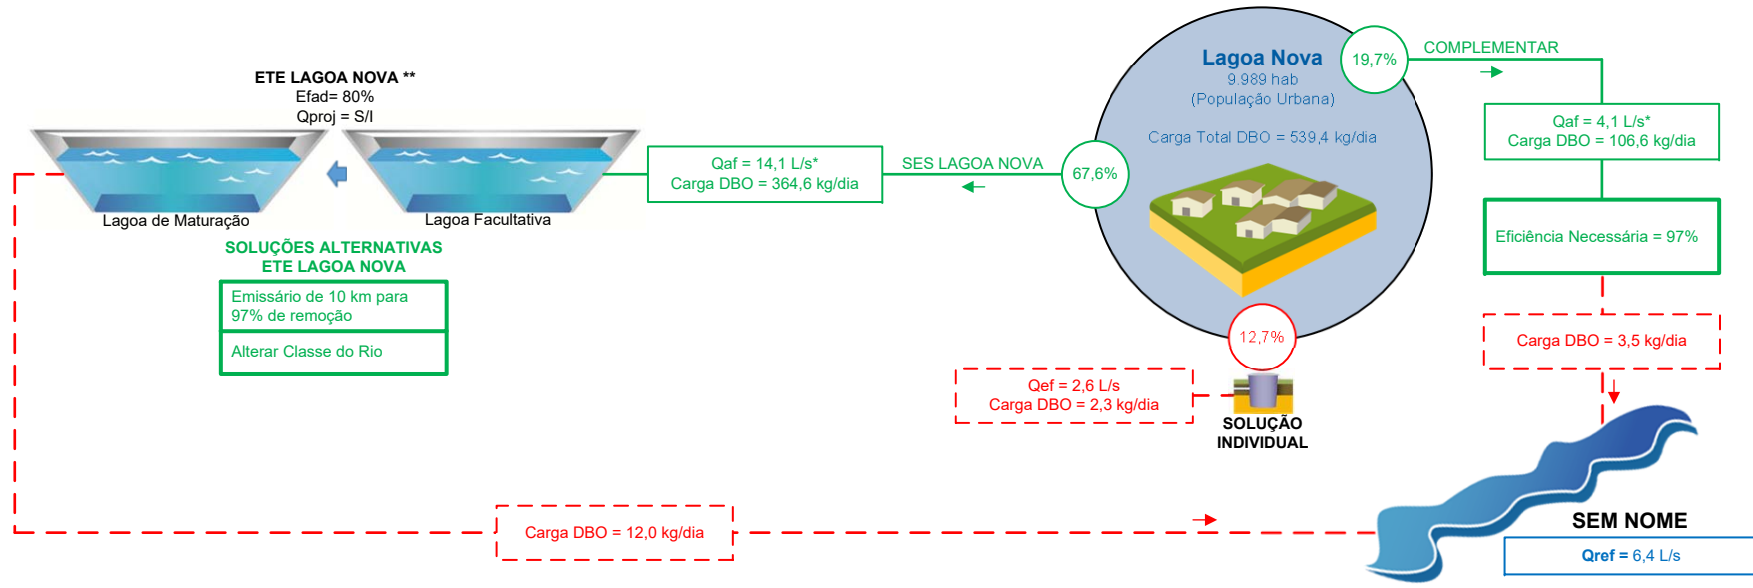 ETE LAGOA NOVA **
Efad= 80%
Qproj = S/I
Lagoa de Maturação
Lagoa Facultativa
SOLUÇÕES ALTERNATIVAS
ETE LAGOA NOVA
Emissário de 10 km para
97% de remoção
Alterar Classe do Rio
Qaf = 14,1 L/s*
Carga DBO = 364,6 kg/dia
SES LAGOA NOVA
67,6%
Lagoa Nova
9.989 hab
(População Urbana)
Carga Total DBO = 539,4 kg/dia
19,7%
COMPLEMENTAR
Qaf = 4,1 L/s*
Carga DBO = 106,6 kg/dia
Eficiência Necessária = 97%
Carga DBO = 3,5 kg/dia
12,7%
Qef = 2,6 L/s
Carga DBO = 2,3 kg/dia
SOLUÇÃO
INDIVIDUAL
Carga DBO = 12,0 kg/dia
SEM NOME
Qref = 6,4 L/s